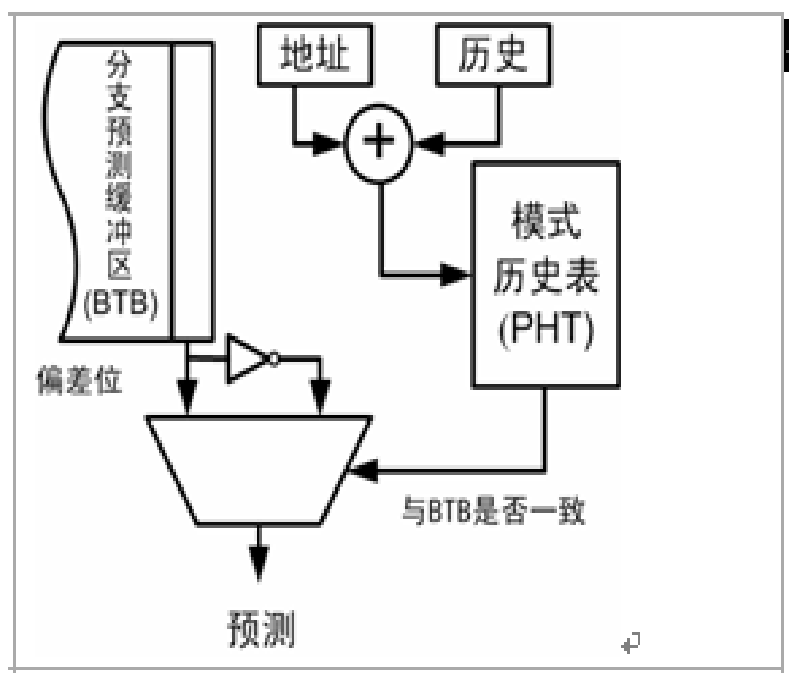 地址
历史
分支预测缓冲区
(BTB)
模式
历史表
(PHT)
偏差位
与BTB是否一致
预测